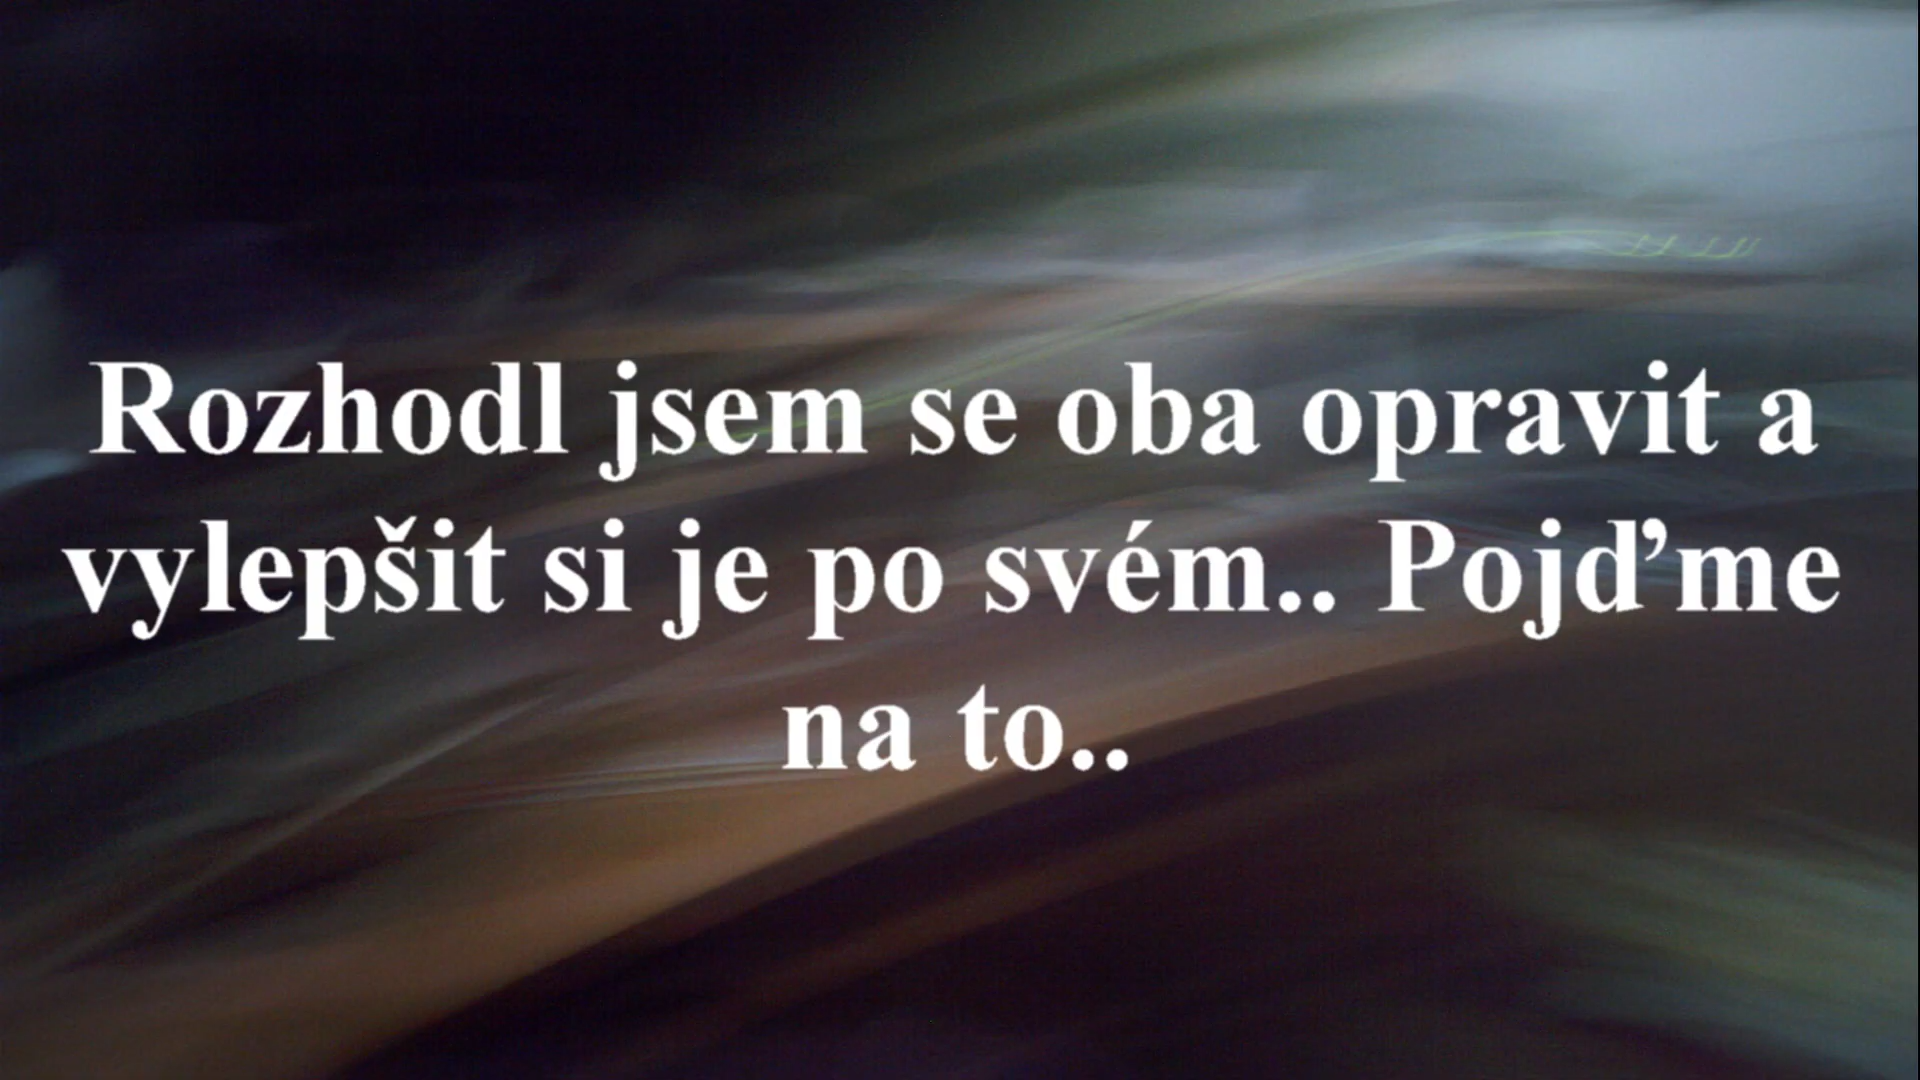 Rozhodl jsem se oba opravit a
vylepšit si je po svém.. Pojďme
na to..